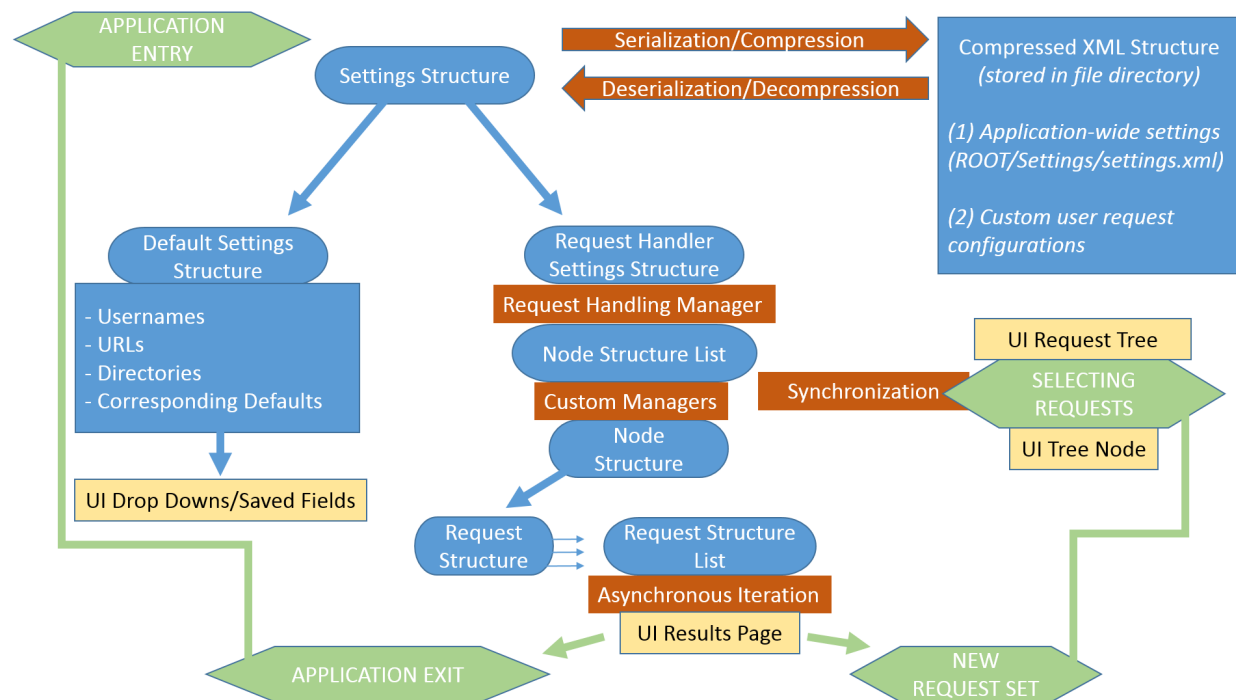 APPLICATION
ENTRY
Settings Structure
Serialization/Compression
Deserialization/Decompression
Compressed XML Structure
(stored in file directory)
(1) Application-wide settings
(ROOT/Settings/settings.xml)
(2) Custom user request
configurations
Default Settings
Structure
- Usernames
- URLs
- Directories
- Corresponding Defaults
UI Drop Downs/Saved Fields
Request Handler
Settings Structure
Request Handling Manager
Node Structure List
Custom Managers
Node
Structure
Synchronization
UI Request Tree
SELECTING
REQUESTS
UI Tree Node
Request
Structure
Request Structure
List
Asynchronous Iteration
UI Results Page
APPLICATION EXIT
NEW
REQUEST SET